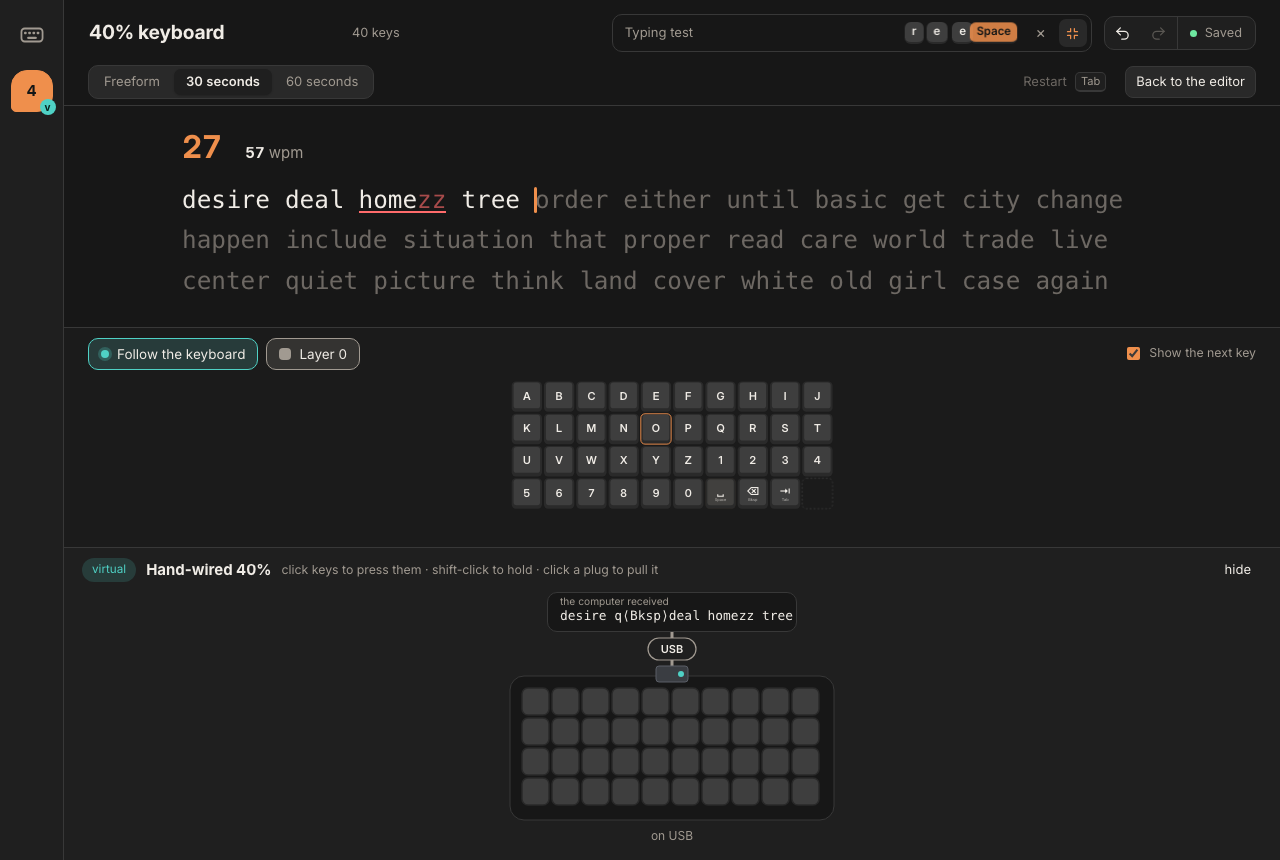 40% keyboard
40 keys
Typing test
r e e Space ×
Saved
4
v
Freeform 30 seconds 60 seconds
Restart Tab
Back to the editor
27 57 wpm
desire deal homezz tree order either until basic get city change
happen include situation that proper read care world trade live
center quiet picture think land cover white old girl case again
Follow the keyboard
Layer 0
Show the next key
A B C D E F G H I J
K L M N O P Q R S T
U V W X Y Z 1 2 3 4
5 6 7 8 9 0 Space Bksp Tab
virtual Hand-wired 40% click keys to press them · shift-click to hold · click a plug to pull it hide
the computer received
desire q⟨Bksp⟩deal homezz tree
USB
on USB